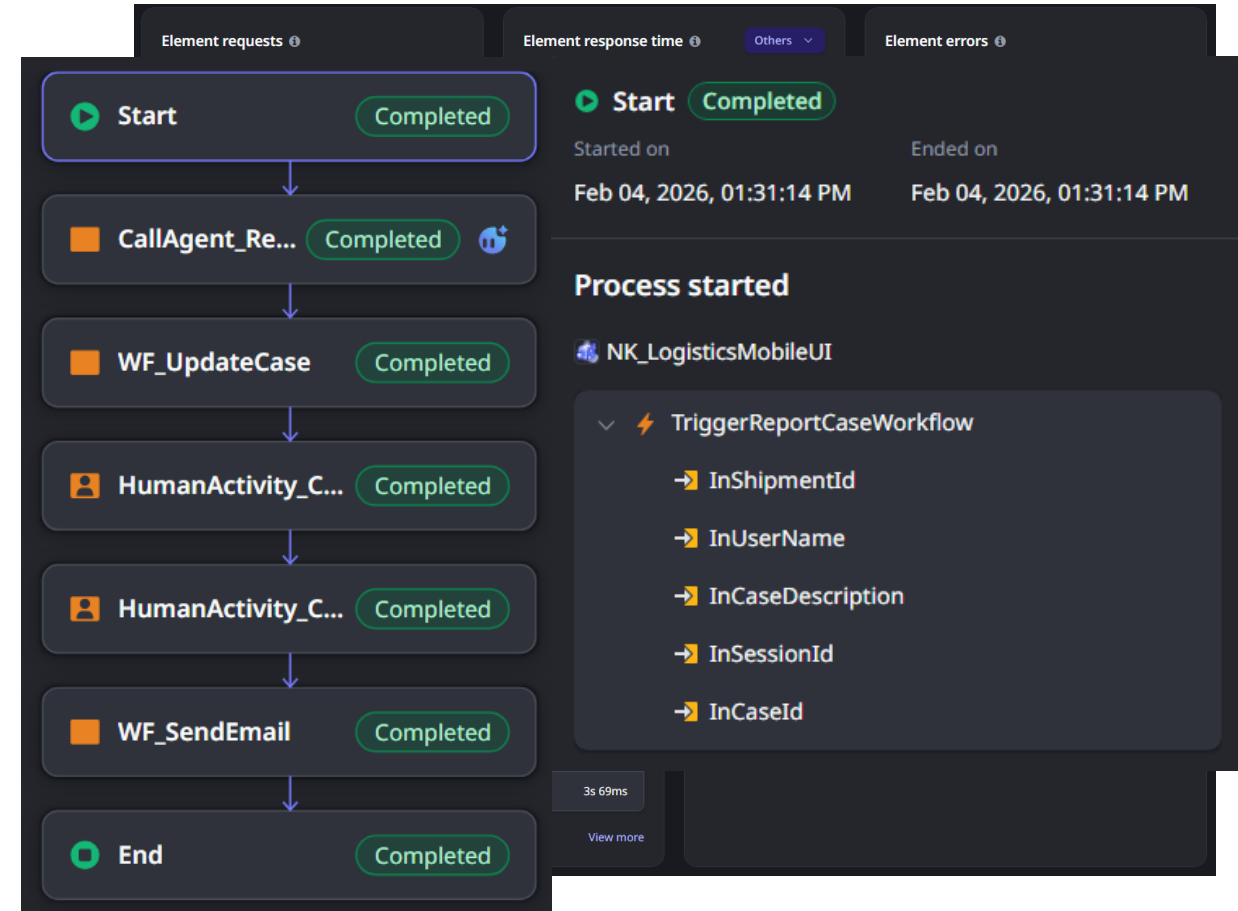 Element requests
Element response time
Others
Element errors
Start
Completed
CallAgent_Re...
Completed
WF_UpdateCase
Completed
HumanActivity_C...
Completed
HumanActivity_C...
Completed
WF_SendEmail
Completed
End
Completed
Start
Completed
Started on
Ended on
Feb 04, 2026, 01:31:14 PM
Feb 04, 2026, 01:31:14 PM
Process started
NK_LogisticsMobileUI
TriggerReportCaseWorkflow
InShipmentId
InUserName
InCaseDescription
InSessionId
InCaseId
3s 69ms
View more